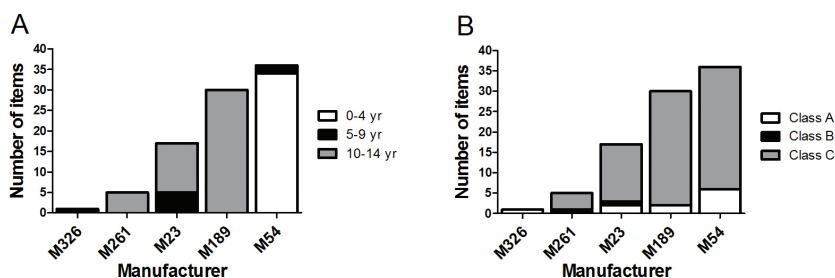 A
Number of items
40
35
30
25
20
15
10
5
0
M326
M261
M23
M189
M54
Manufacturer
0-4 yr
5-9 yr
10-14 yr
B
Number of items
40
35
30
25
20
15
10
5
0
M326
M261
M23
M189
M54
Manufacturer
Class A
Class B
Class C